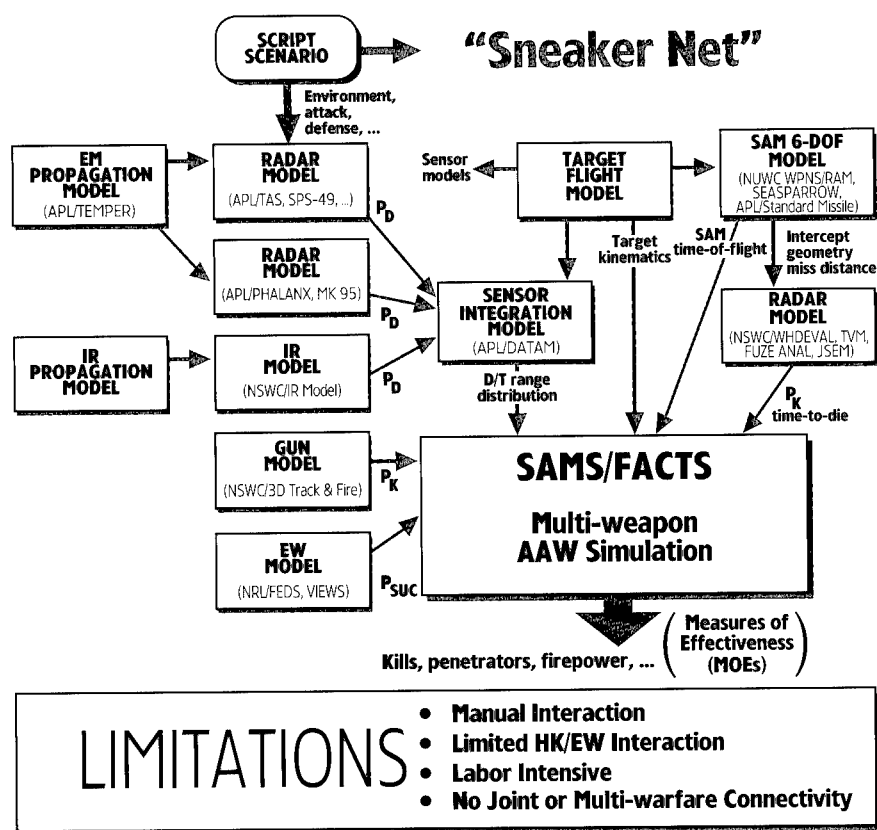 SCRIPT
SCENARIO
"Sneaker Net"
Environment,
attack,
defense, ...
EM
PROPAGATION
MODEL
(APL/TEMPER)
RADAR
MODEL
(APL/TAS, SPS-49, ...)
PD
Sensor
models
TARGET
FLIGHT
MODEL
SAM 6-DOF
MODEL
(NUWC WPNS/RAM,
SEASPARROW,
APL/Standard Missile)
RADAR
MODEL
(APL/PHALANX, MK 95)
PD
Target
kinematics
SAM
time-of-flight
Intercept
geometry
miss distance
SENSOR
INTEGRATION
MODEL
(APL/DATAM)
RADAR
MODEL
(NSWC/WHDEVAL, TVM,
FUZE ANAL, JSEM)
IR
PROPAGATION
MODEL
IR MODEL
(NSWC/IR Model)
PD
D/T range
distribution
PK
time-to-die
GUN
MODEL
(NSWC/3D Track & Fire)
PK
SAMS/FACTS
Multi-weapon
AAW Simulation
EW
MODEL
(NRL/FEDS, VIEWS)
PSUC
Kills, penetrators, firepower, ...
Measures of
Effectiveness
(MOEs)
LIMITATIONS
• Manual Interaction
• Limited HK/EW Interaction
• Labor Intensive
• No Joint or Multi-warfare Connectivity